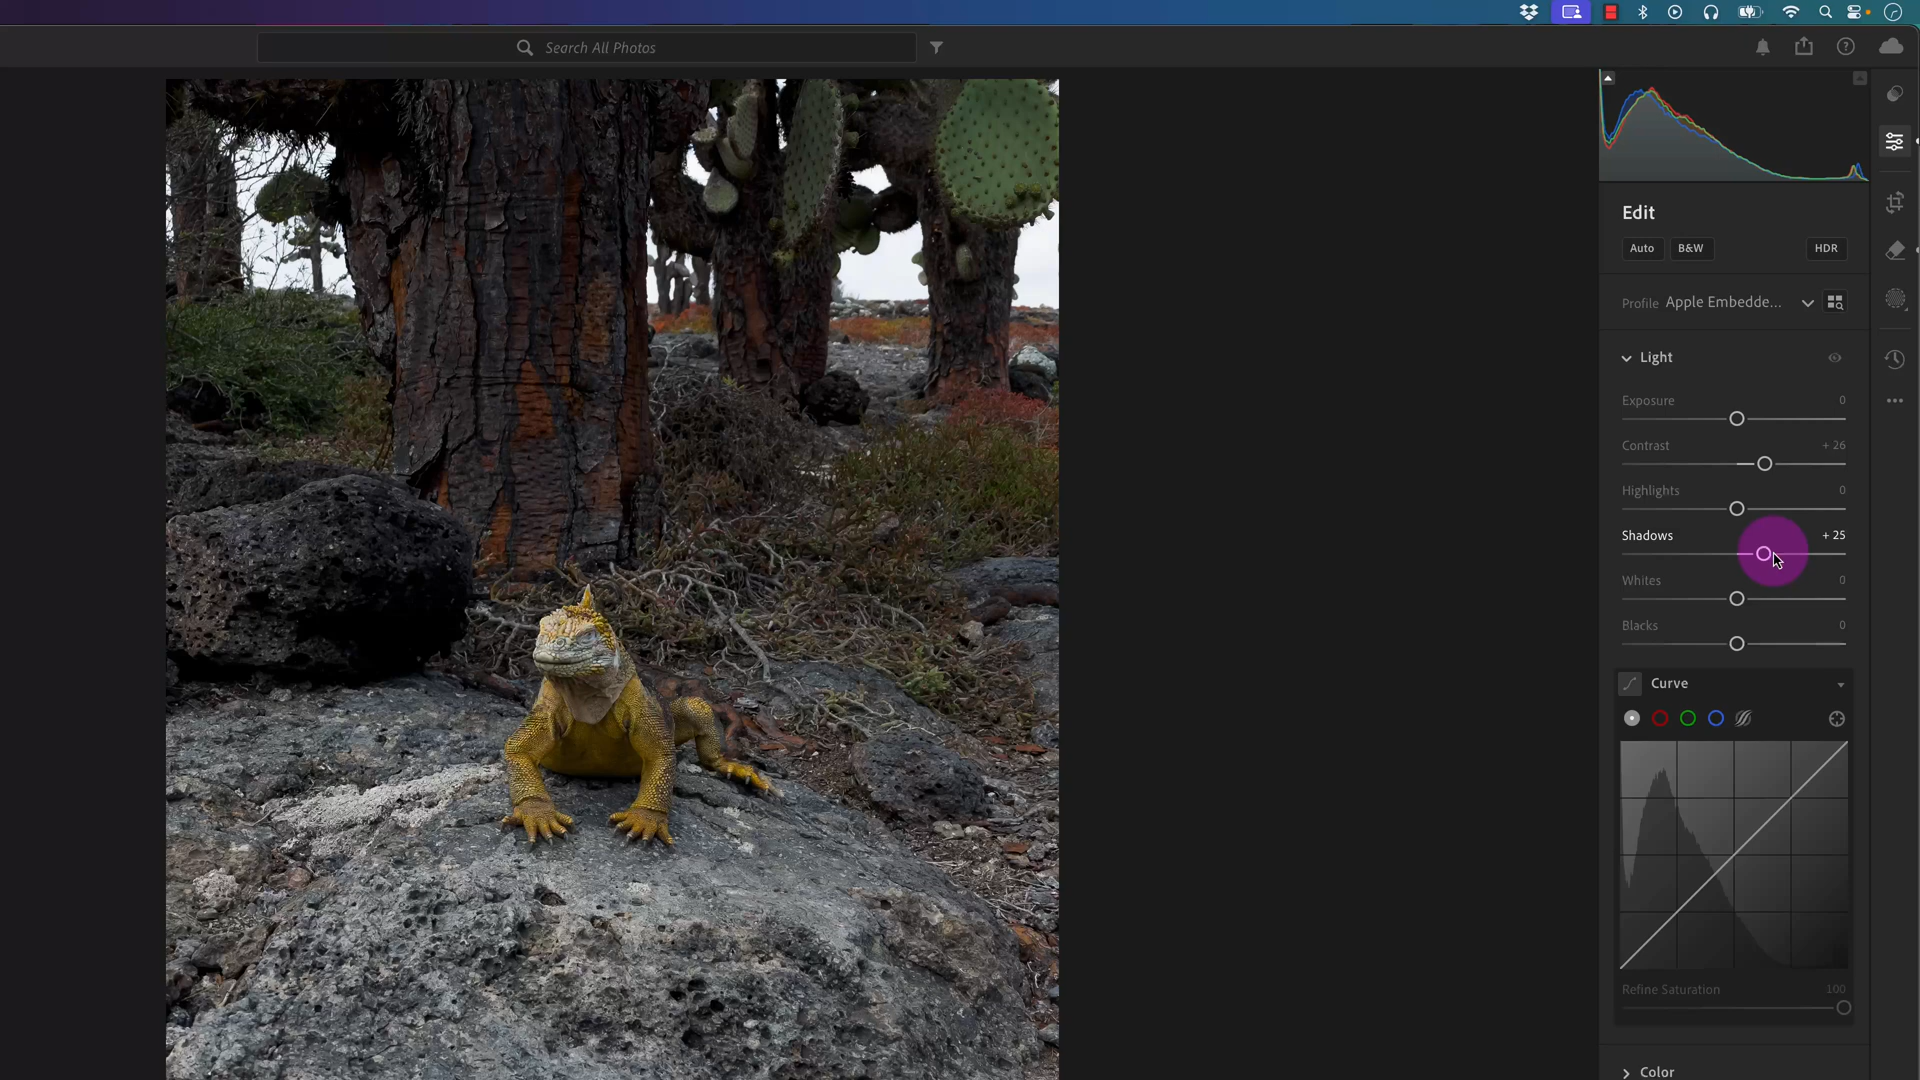 Search All Photos
Edit
Auto B&W HDR
Profile Apple Embedde...
Light
Exposure 0
Contrast + 26
Highlights 0
Shadows + 25
Whites 0
Blacks 0
Curve
Refine Saturation 100
Color